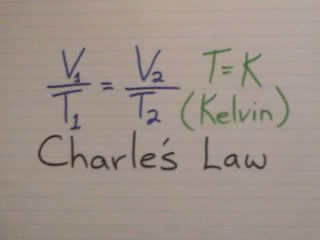 V₁/T₁ = V₂/T₂ T=K
(Kelvin)
Charle's Law